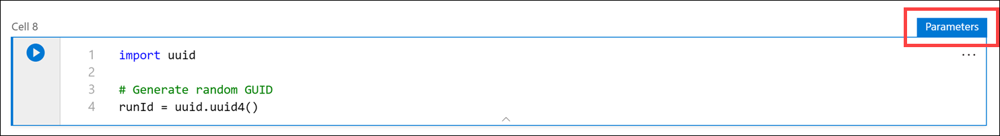 Cell 8
Parameters
1 import uuid
...
2
3 # Generate random GUID
4 runId = uuid.uuid4()